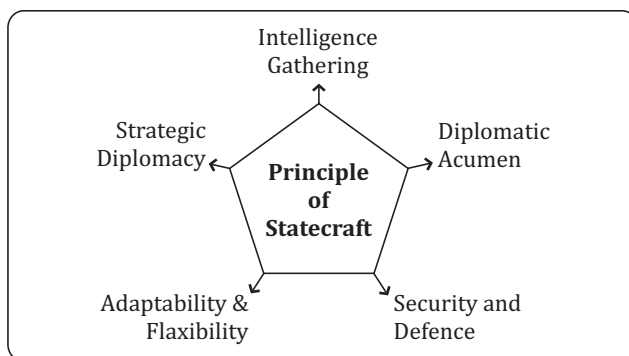 Intelligence
Gathering
Strategic
Diplomacy
Diplomatic
Acumen
Principle
of
Statecraft
Adaptability &
Flaxibility
Security and
Defence